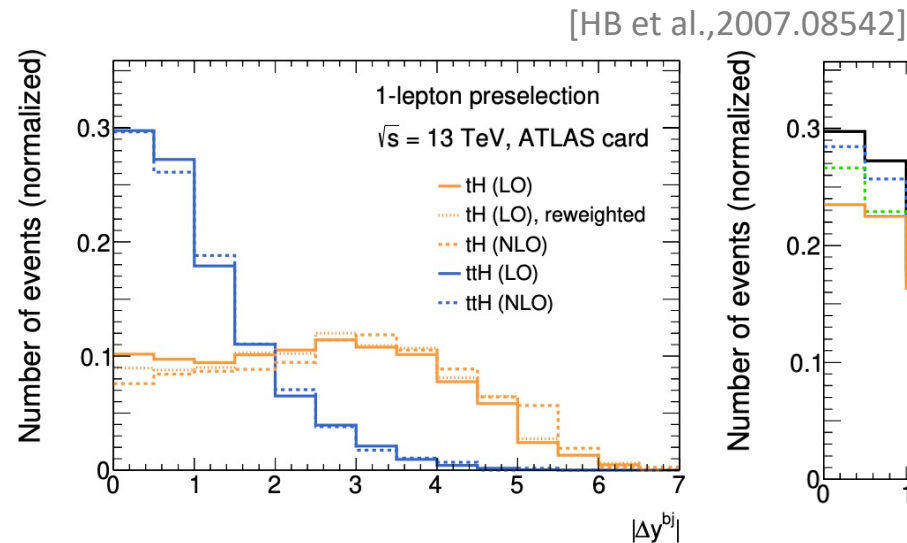 [HB et al.,2007.08542]
Number of events (normalized)
0.3
0.2
0.1
0
1-lepton preselection
√s = 13 TeV, ATLAS card
tH (LO)
tH (LO), reweighted
tH (NLO)
ttH (LO)
ttH (NLO)
0 1 2 3 4 5 6 7
|Δy^{bj}|
Number of events (normalized)
0.3
0.2
0.1
0
0 1